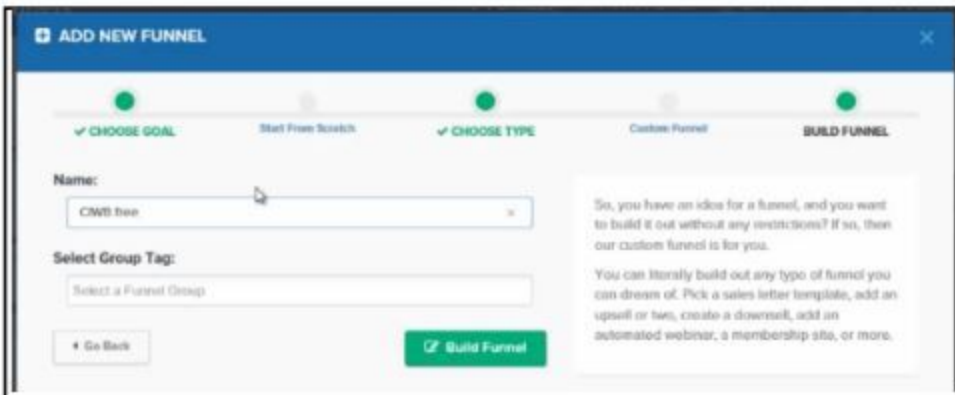 ADD NEW FUNNEL
CHOOSE GOAL
Start From Scratch
CHOOSE TYPE
Custom Funnel
BUILD FUNNEL
Name:
CIWB free
Select Group Tag:
Select a Funnel Group
Go Back
Build Funnel
So, you have an idea for a funnel, and you want
to build it out without any restrictions? If so, then
our custom funnel is for you.
You can literally build out any type of funnel you
can dream of. Pick a sales letter template, add an
upsell or two, create a downsell, add an
automated webinar, a membership site, or more.